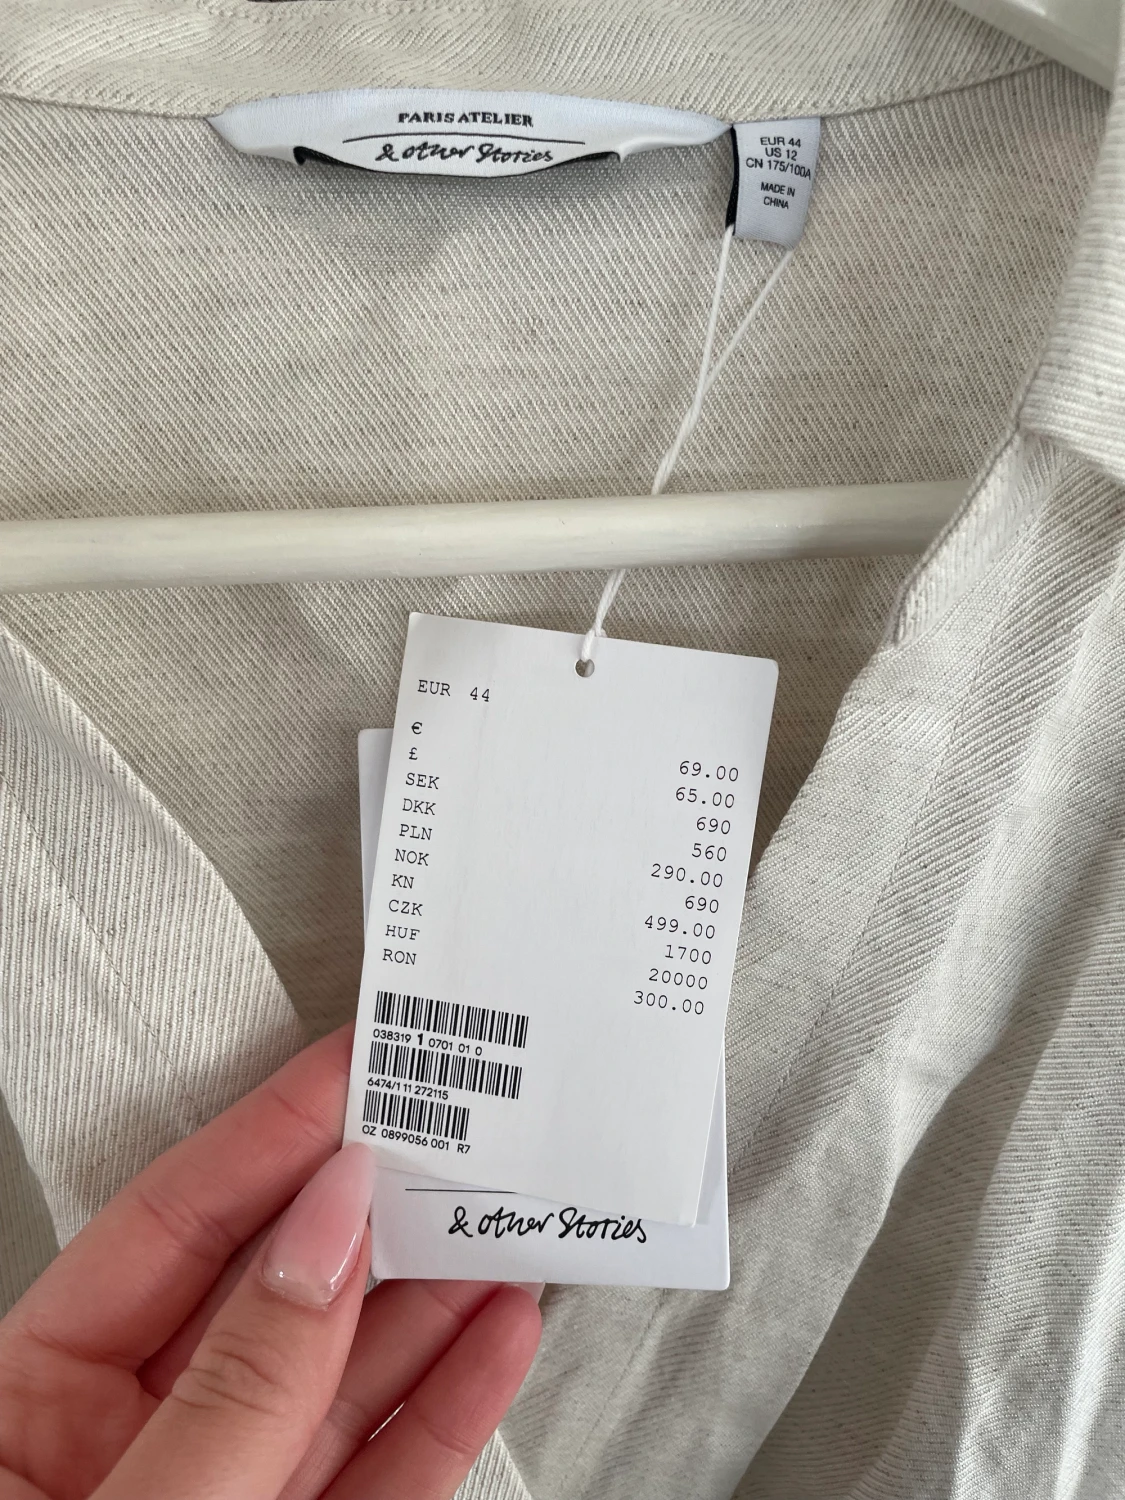 PARIS ATELIER
& other Stories
EUR 44
US 12
CN 175/100A
MADE IN
CHINA
EUR 44
€ 69.00
£ 65.00
SEK 690
DKK 560
PLN 290.00
NOK 690
KN 499.00
CZK 1700
HUF 20000
RON 300.00
038319 1 0701 01 0
6474/1 11 272115
OZ 0899056 001 R7
& other Stories